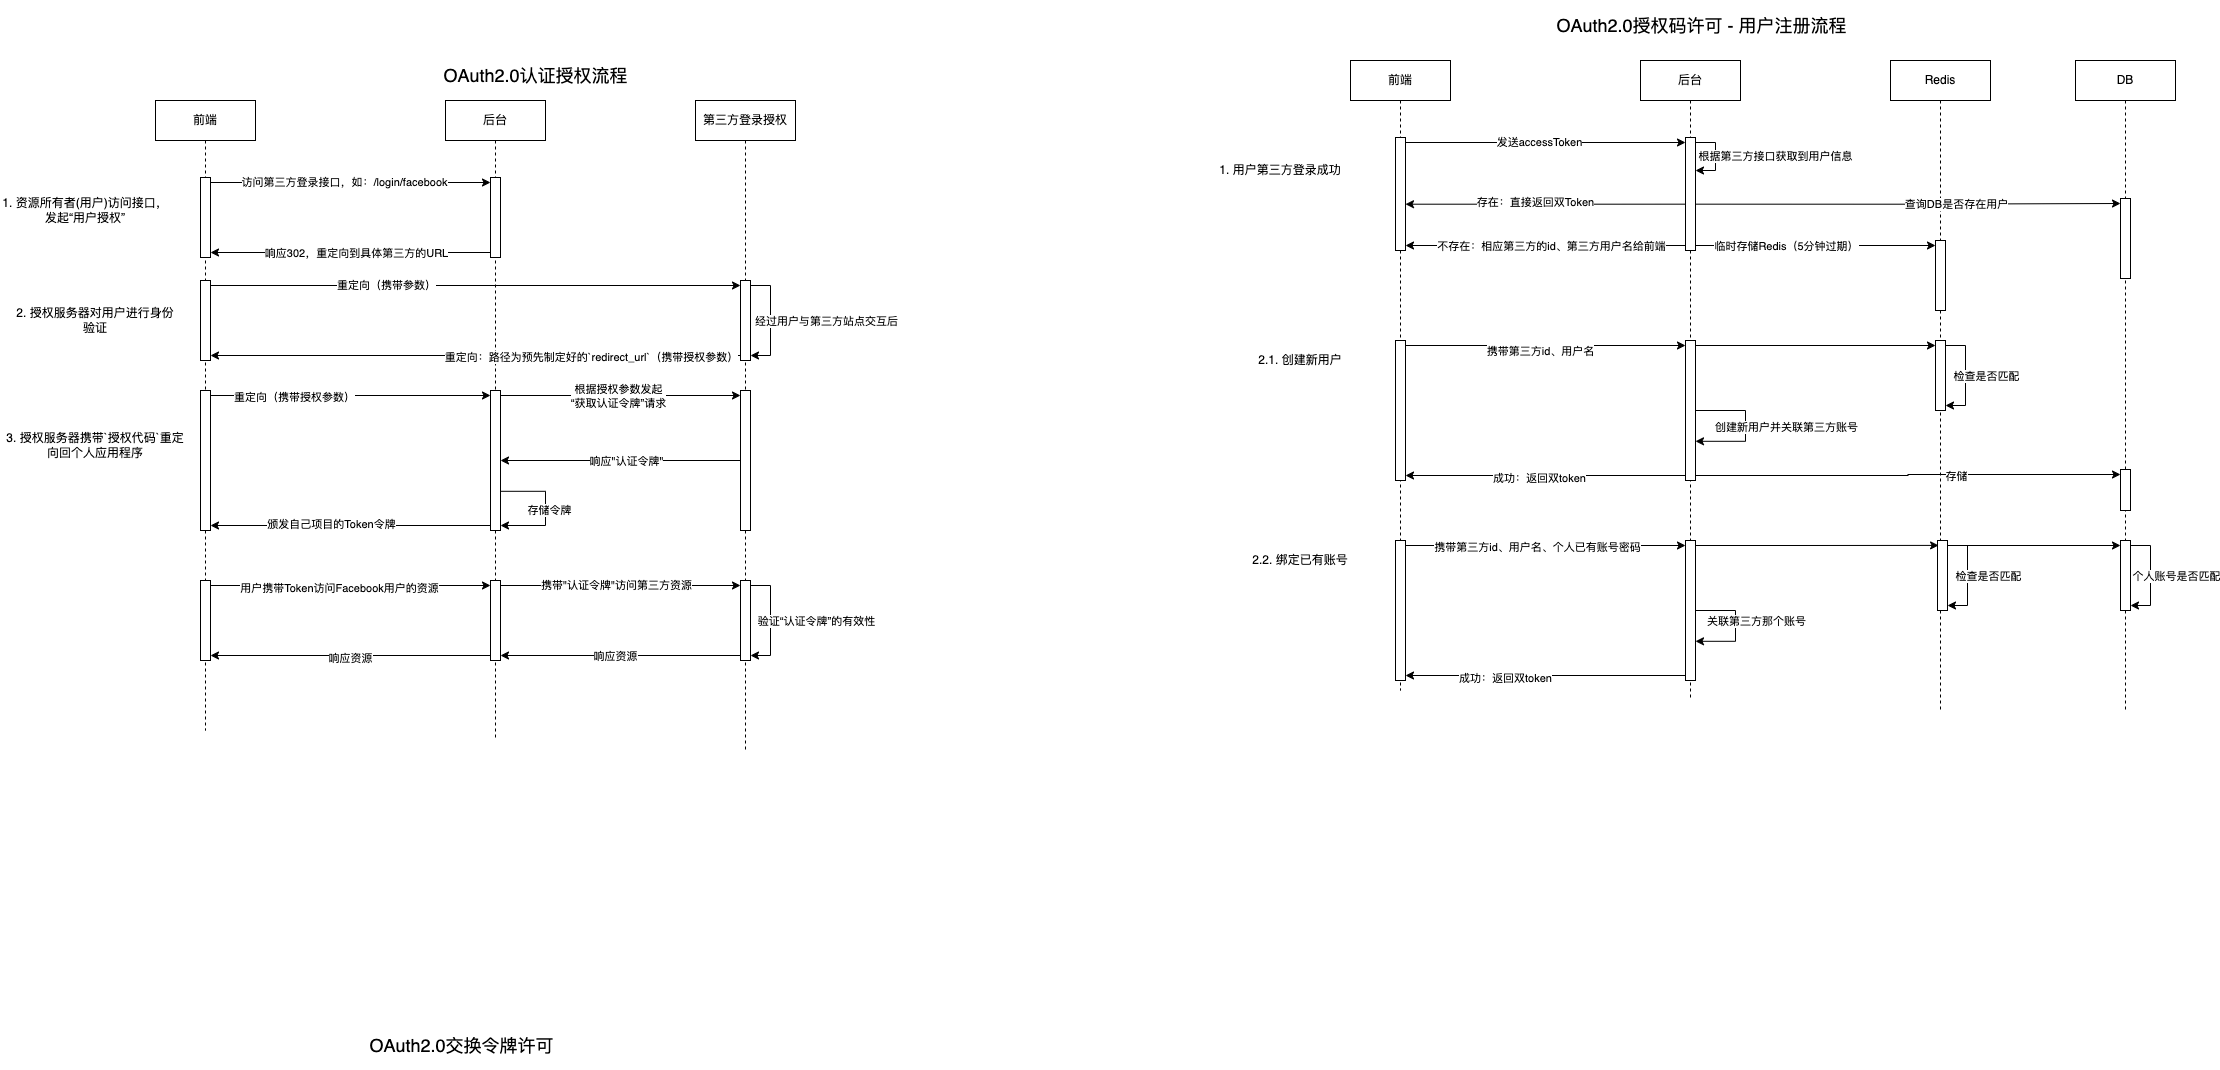 OAuth2.0认证授权流程
前端
后台
第三方登录授权
访问第三方登录接口，如：/login/facebook
1. 资源所有者(用户)访问接口，
发起“用户授权”
响应302，重定向到具体第三方的URL
重定向（携带参数）
2. 授权服务器对用户进行身份
验证
经过用户与第三方站点交互后
重定向：路径为预先制定好的`redirect_url`（携带授权参数）
重定向（携带授权参数）
根据授权参数发起
“获取认证令牌”请求
3. 授权服务器携带`授权代码`重定
向回个人应用程序
响应"认证令牌"
存储令牌
颁发自己项目的Token令牌
用户携带Token访问Facebook用户的资源
携带"认证令牌"访问第三方资源
验证“认证令牌”的有效性
响应资源
响应资源
OAuth2.0交换令牌许可
OAuth2.0授权码许可 - 用户注册流程
前端
后台
Redis
DB
发送accessToken
根据第三方接口获取到用户信息
1. 用户第三方登录成功
存在：直接返回双Token
查询DB是否存在用户
不存在：相应第三方的id、第三方用户名给前端
临时存储Redis（5分钟过期）
携带第三方id、用户名
2.1. 创建新用户
检查是否匹配
创建新用户并关联第三方账号
成功：返回双token
存储
携带第三方id、用户名、个人已有账号密码
2.2. 绑定已有账号
检查是否匹配
个人账号是否匹配
关联第三方那个账号
成功：返回双token